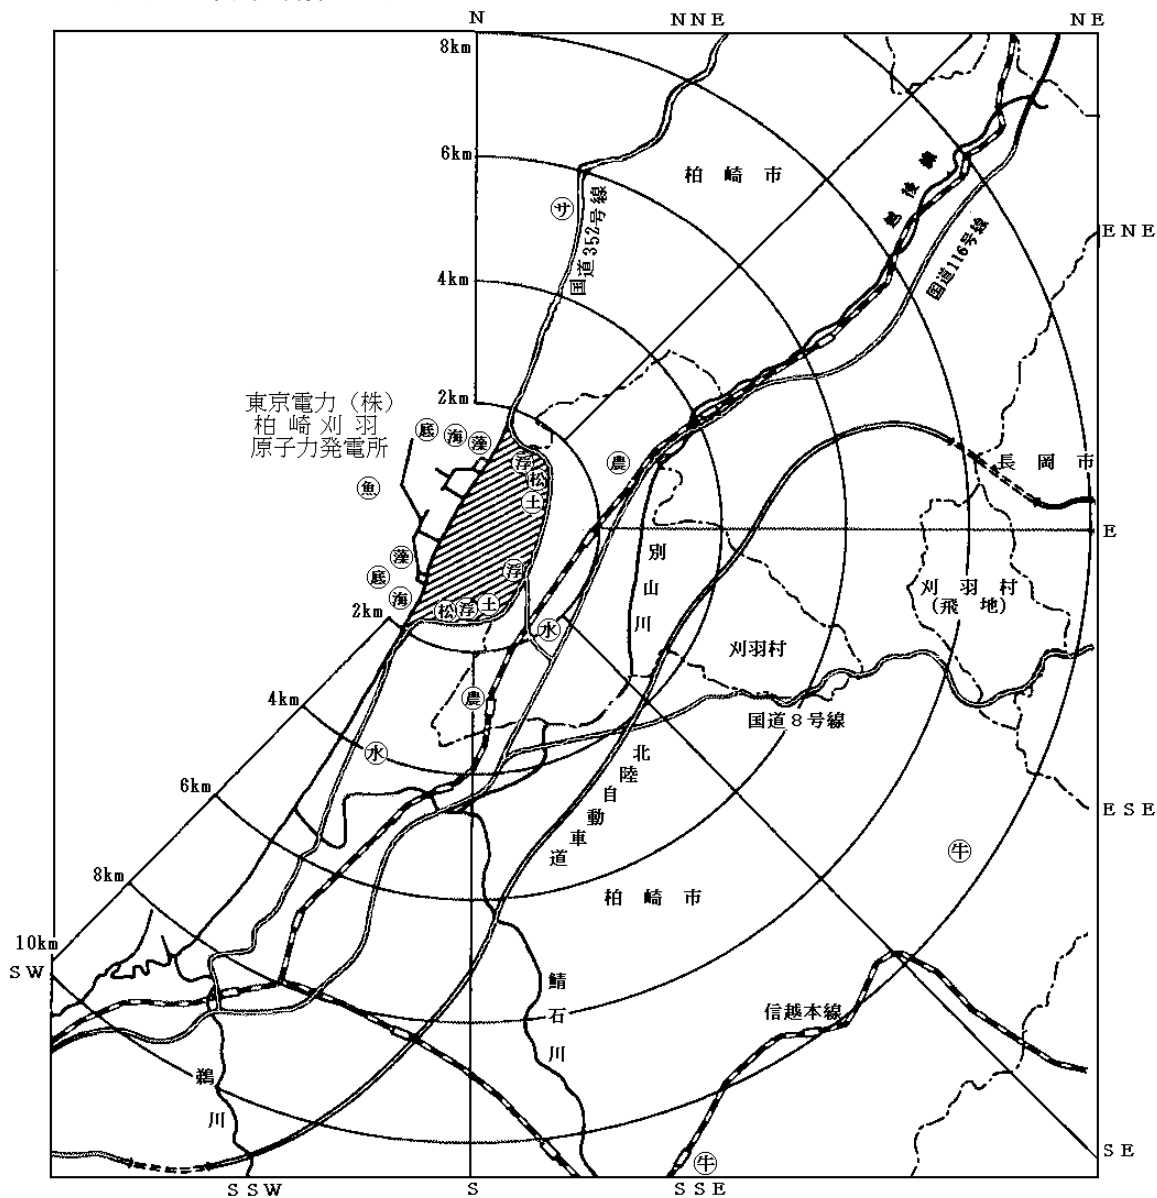 N
NNE
NE
8km
6km
柏崎市
越後線
サ
国道352号線
ENE
国道116号線
4km
2km
東京電力(株)
柏崎刈羽
原子力発電所
底
海
藻
農
浮
松
土
魚
長岡市
E
藻
底
海
別山川
浮
刈羽村
(飛地)
2km
松
浮
土
水
刈羽村
農
4km
国道8号線
水
北陸自動車道
6km
ESE
牛
8km
柏崎市
10km
SW
鯖石川
信越本線
鵜川
牛
SE
SSW
S
SSE